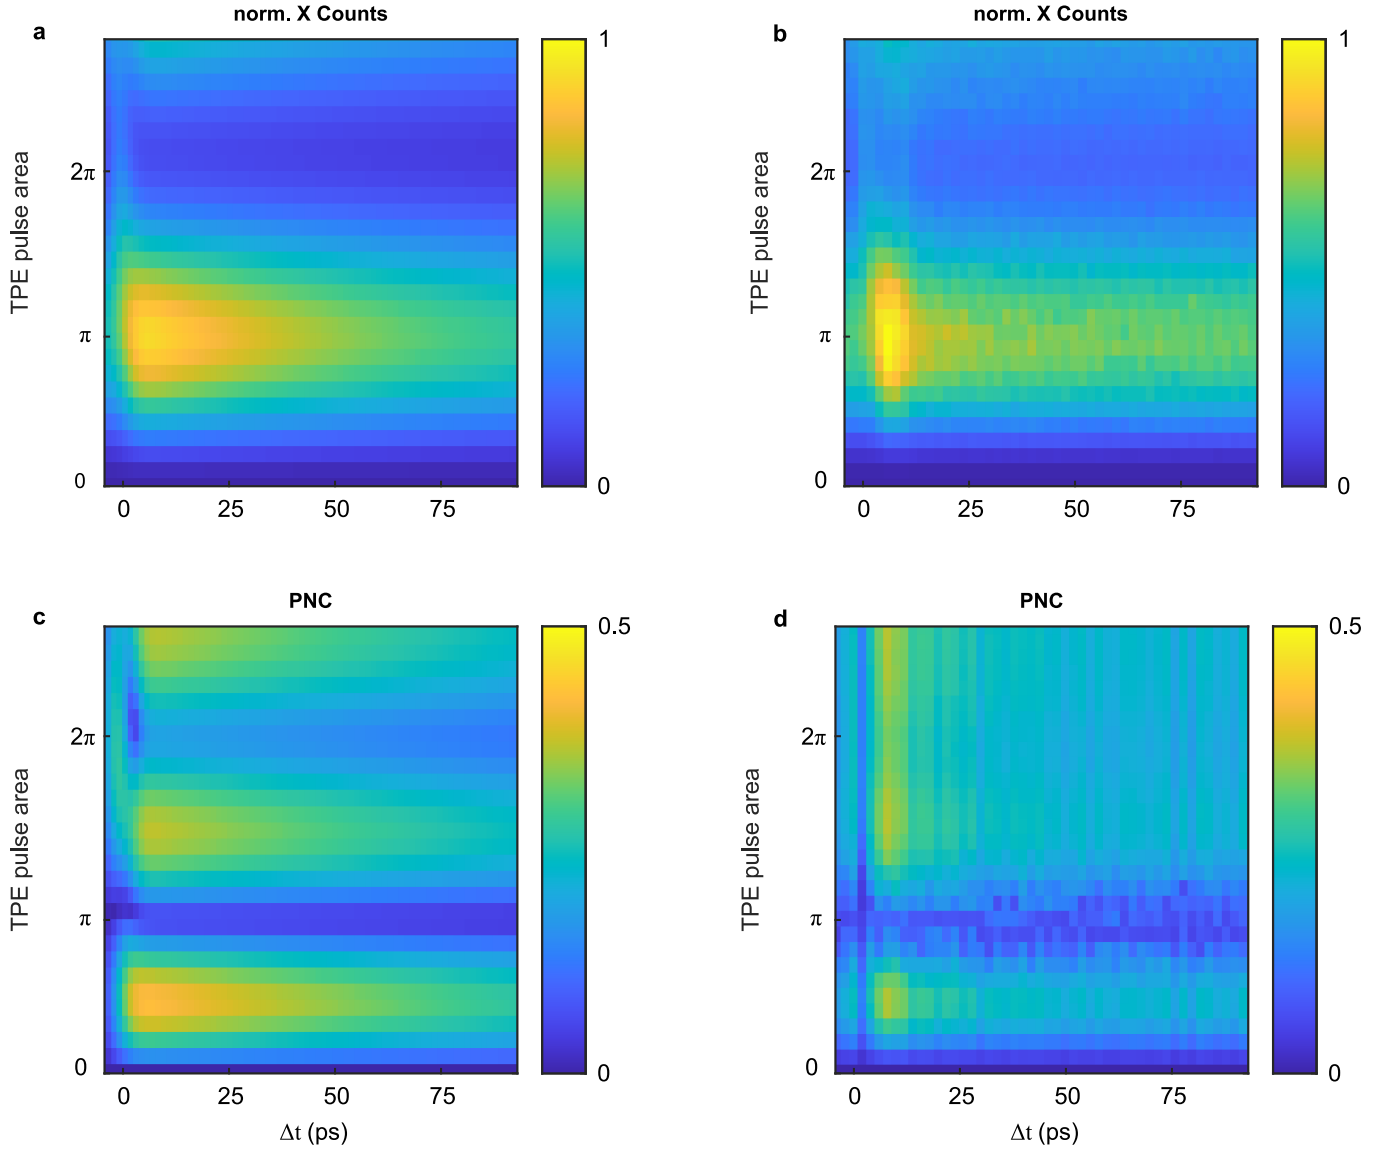 a
norm. X Counts
TPE pulse area
2π
π
0
0
25
50
75
1
0
b
norm. X Counts
TPE pulse area
2π
π
0
0
25
50
75
1
0
c
PNC
TPE pulse area
2π
π
0
0
25
50
75
Δt (ps)
0.5
0
d
PNC
TPE pulse area
2π
π
0
0
25
50
75
Δt (ps)
0.5
0